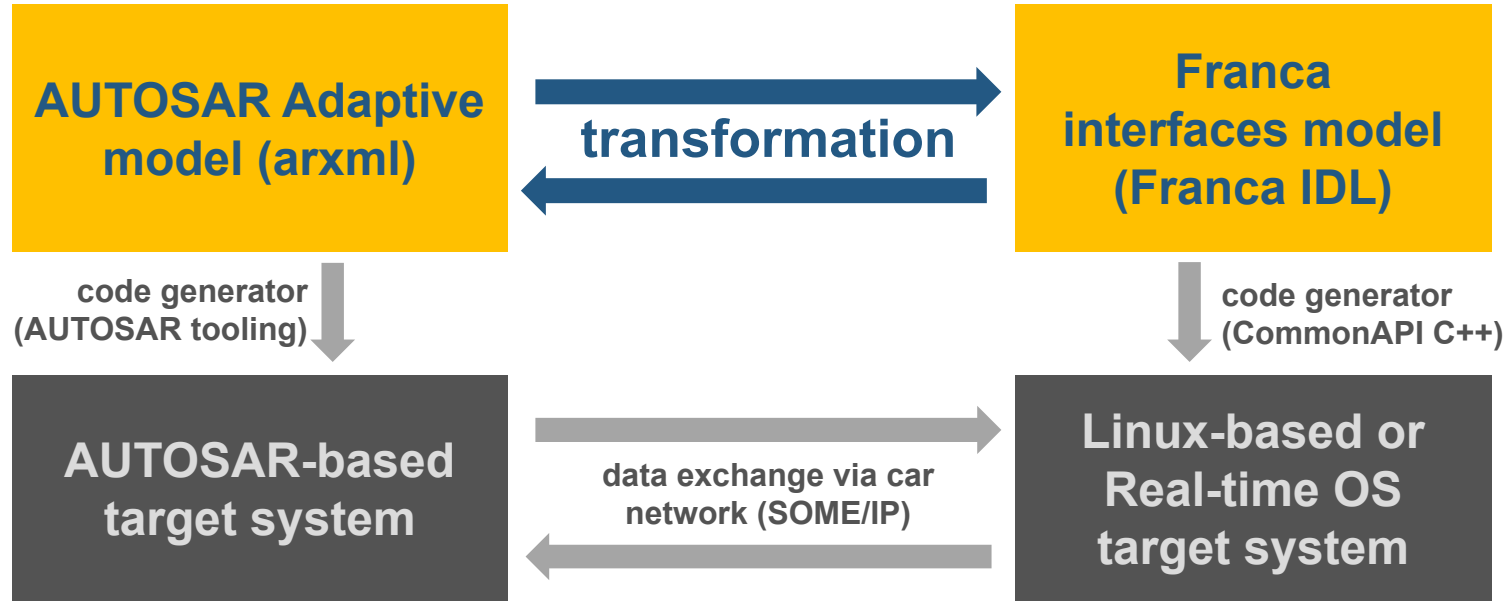 AUTOSAR Adaptive
model (arxml)
transformation
Franca
interfaces model
(Franca IDL)
code generator
(AUTOSAR tooling)
code generator
(CommonAPI C++)
AUTOSAR-based
target system
data exchange via car
network (SOME/IP)
Linux-based or
Real-time OS
target system